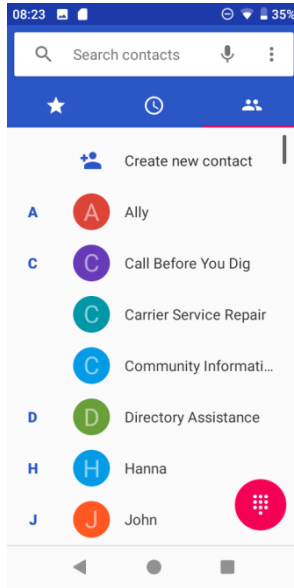 08:23 35%
Search contacts
Create new contact
A A Ally
C C Call Before You Dig
C Carrier Service Repair
C Community Informati...
D D Directory Assistance
H H Hanna
J J John